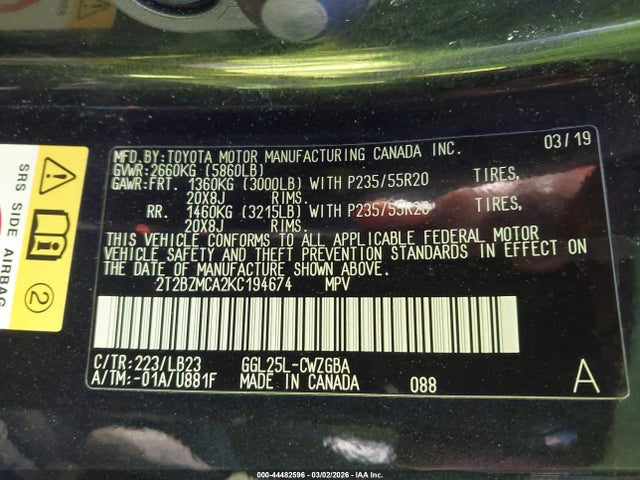 MFD.BY:TOYOTA MOTOR MANUFACTURING CANADA INC. 03/19
GVWR:2660KG (5860LB)
GAWR:FRT. 1360KG (3000LB) WITH P235/55R20 TIRES,
20X8J RIMS.
RR. 1460KG (3215LB) WITH P235/55R20 TIRES,
20X8J RIMS.
THIS VEHICLE CONFORMS TO ALL APPLICABLE FEDERAL MOTOR
VEHICLE SAFETY AND THEFT PREVENTION STANDARDS IN EFFECT ON
THE DATE OF MANUFACTURE SHOWN ABOVE.
2T2BZMCA2KC194674 MPV
C/TR:223/LB23 GGL25L-CWZGBA
A/TM:-01A/U881F MADE IN CANADA 088 A
SRS SIDE AIRBAG
2
000-44482596 - 03/02/2026 - IAA Inc.